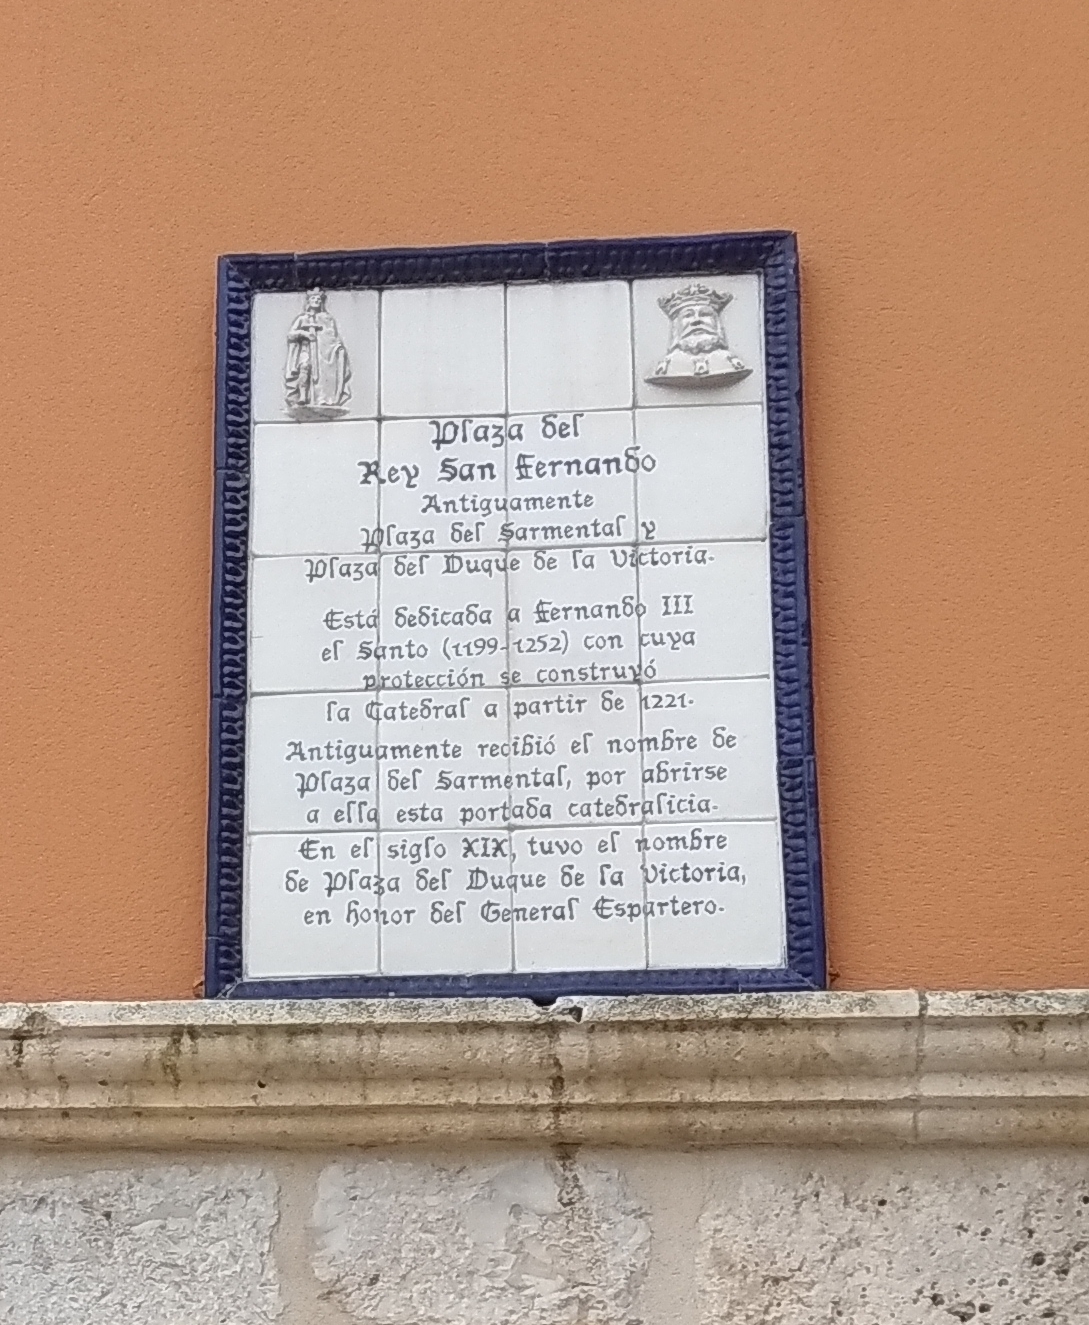 Plaza del
Rey San Fernando
Antiguamente
Plaza del Sarmental y
Plaza del Duque de la Victoria.
Está dedicada a Fernando III
el Santo (1199-1252) con cuya
protección se construyó
la Catedral a partir de 1221.
Antiguamente recibió el nombre de
Plaza del Sarmental, por abrirse
a ella esta portada catedralicia.
En el siglo XIX, tuvo el nombre
de Plaza del Duque de la Victoria,
en honor del General Espartero.